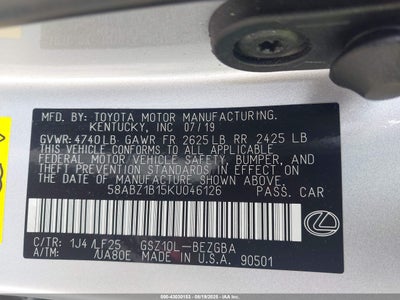 TOYOTA MOTOR MANUFACTURING,
KENTUCKY, INC 07/19
GVWR: 4740LB GAWR FR 2625LB RR 2425 LB
THIS VEHICLE CONFORMS TO ALL APPLICABLE
FEDERAL MOTOR VEHICLE SAFETY, BUMPER, AND
THEFT PREVENTION STANDARDS IN EFFECT ON
THE DATE OF MANUFACTURE SHOWN ABOVE.
58ABZ1B15KU046126 PASS. CAR
C/TR: 1J4 /LF25 GSZ10L-BEZGBA
A/TM: /UA80E MADE IN U.S.A. 90501